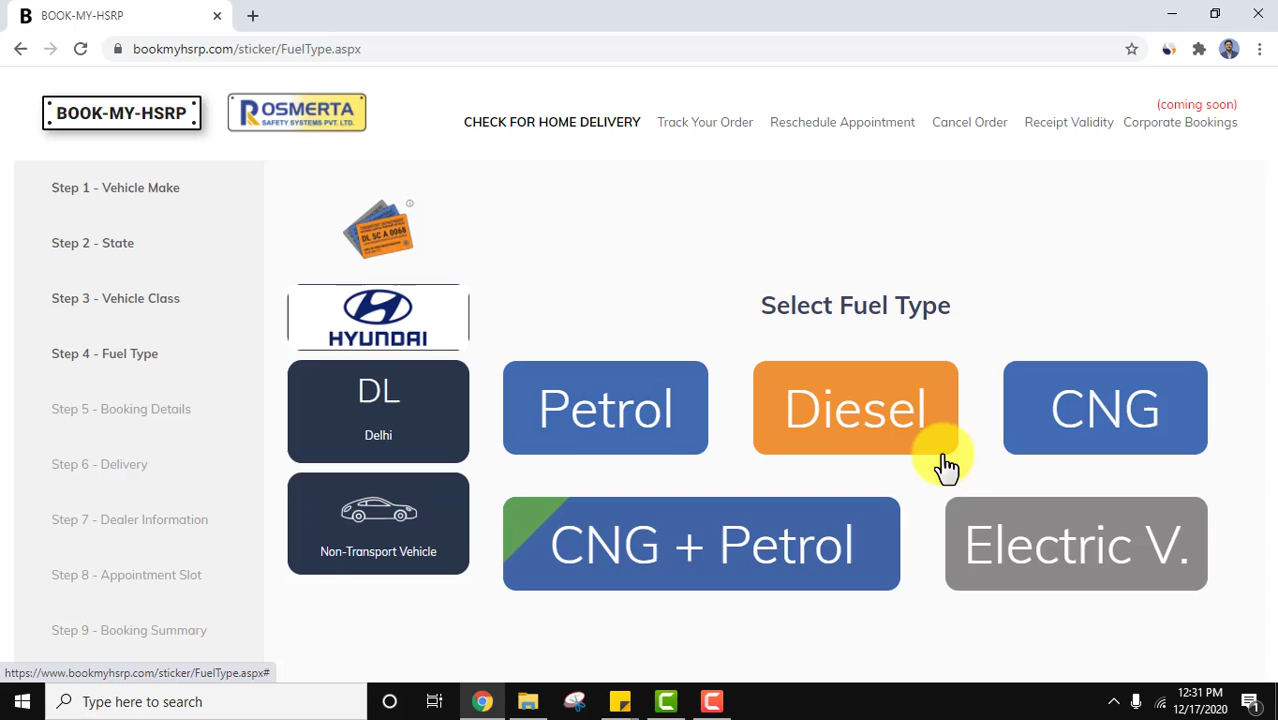 BOOK-MY-HSRP
bookmyhsrp.com/sticker/FuelType.aspx
BOOK-MY-HSRP
ROSMERTA
SAFETY SYSTEMS PVT. LTD.
(coming soon)
CHECK FOR HOME DELIVERY Track Your Order Reschedule Appointment Cancel Order Receipt Validity Corporate Bookings
Step 1 - Vehicle Make
Step 2 - State
Step 3 - Vehicle Class
Step 4 - Fuel Type
Step 5 - Booking Details
Step 6 - Delivery
Step 7 - Dealer Information
Step 8 - Appointment Slot
Step 9 - Booking Summary
DL 5C A 0068
HYUNDAI
DL
Delhi
Non-Transport Vehicle
Select Fuel Type
Petrol Diesel CNG
CNG + Petrol Electric V.
https://www.bookmyhsrp.com/sticker/FuelType.aspx#
Type here to search
12:31 PM
12/17/2020